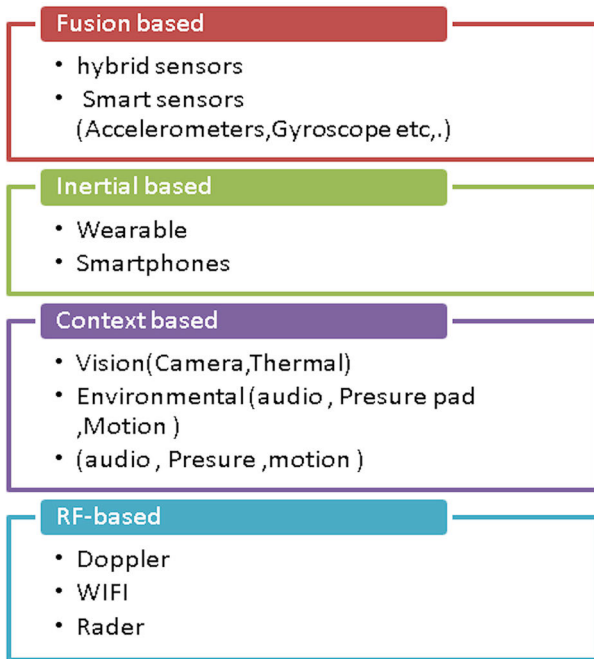 Fusion based
• hybrid sensors
• Smart sensors
(Accelerometers,Gyroscope etc,.)
Inertial based
• Wearable
• Smartphones
Context based
• Vision(Camera,Thermal)
• Environmental(audio , Presure pad
,Motion )
• (audio , Presure ,motion )
RF-based
• Doppler
• WIFI
• Rader